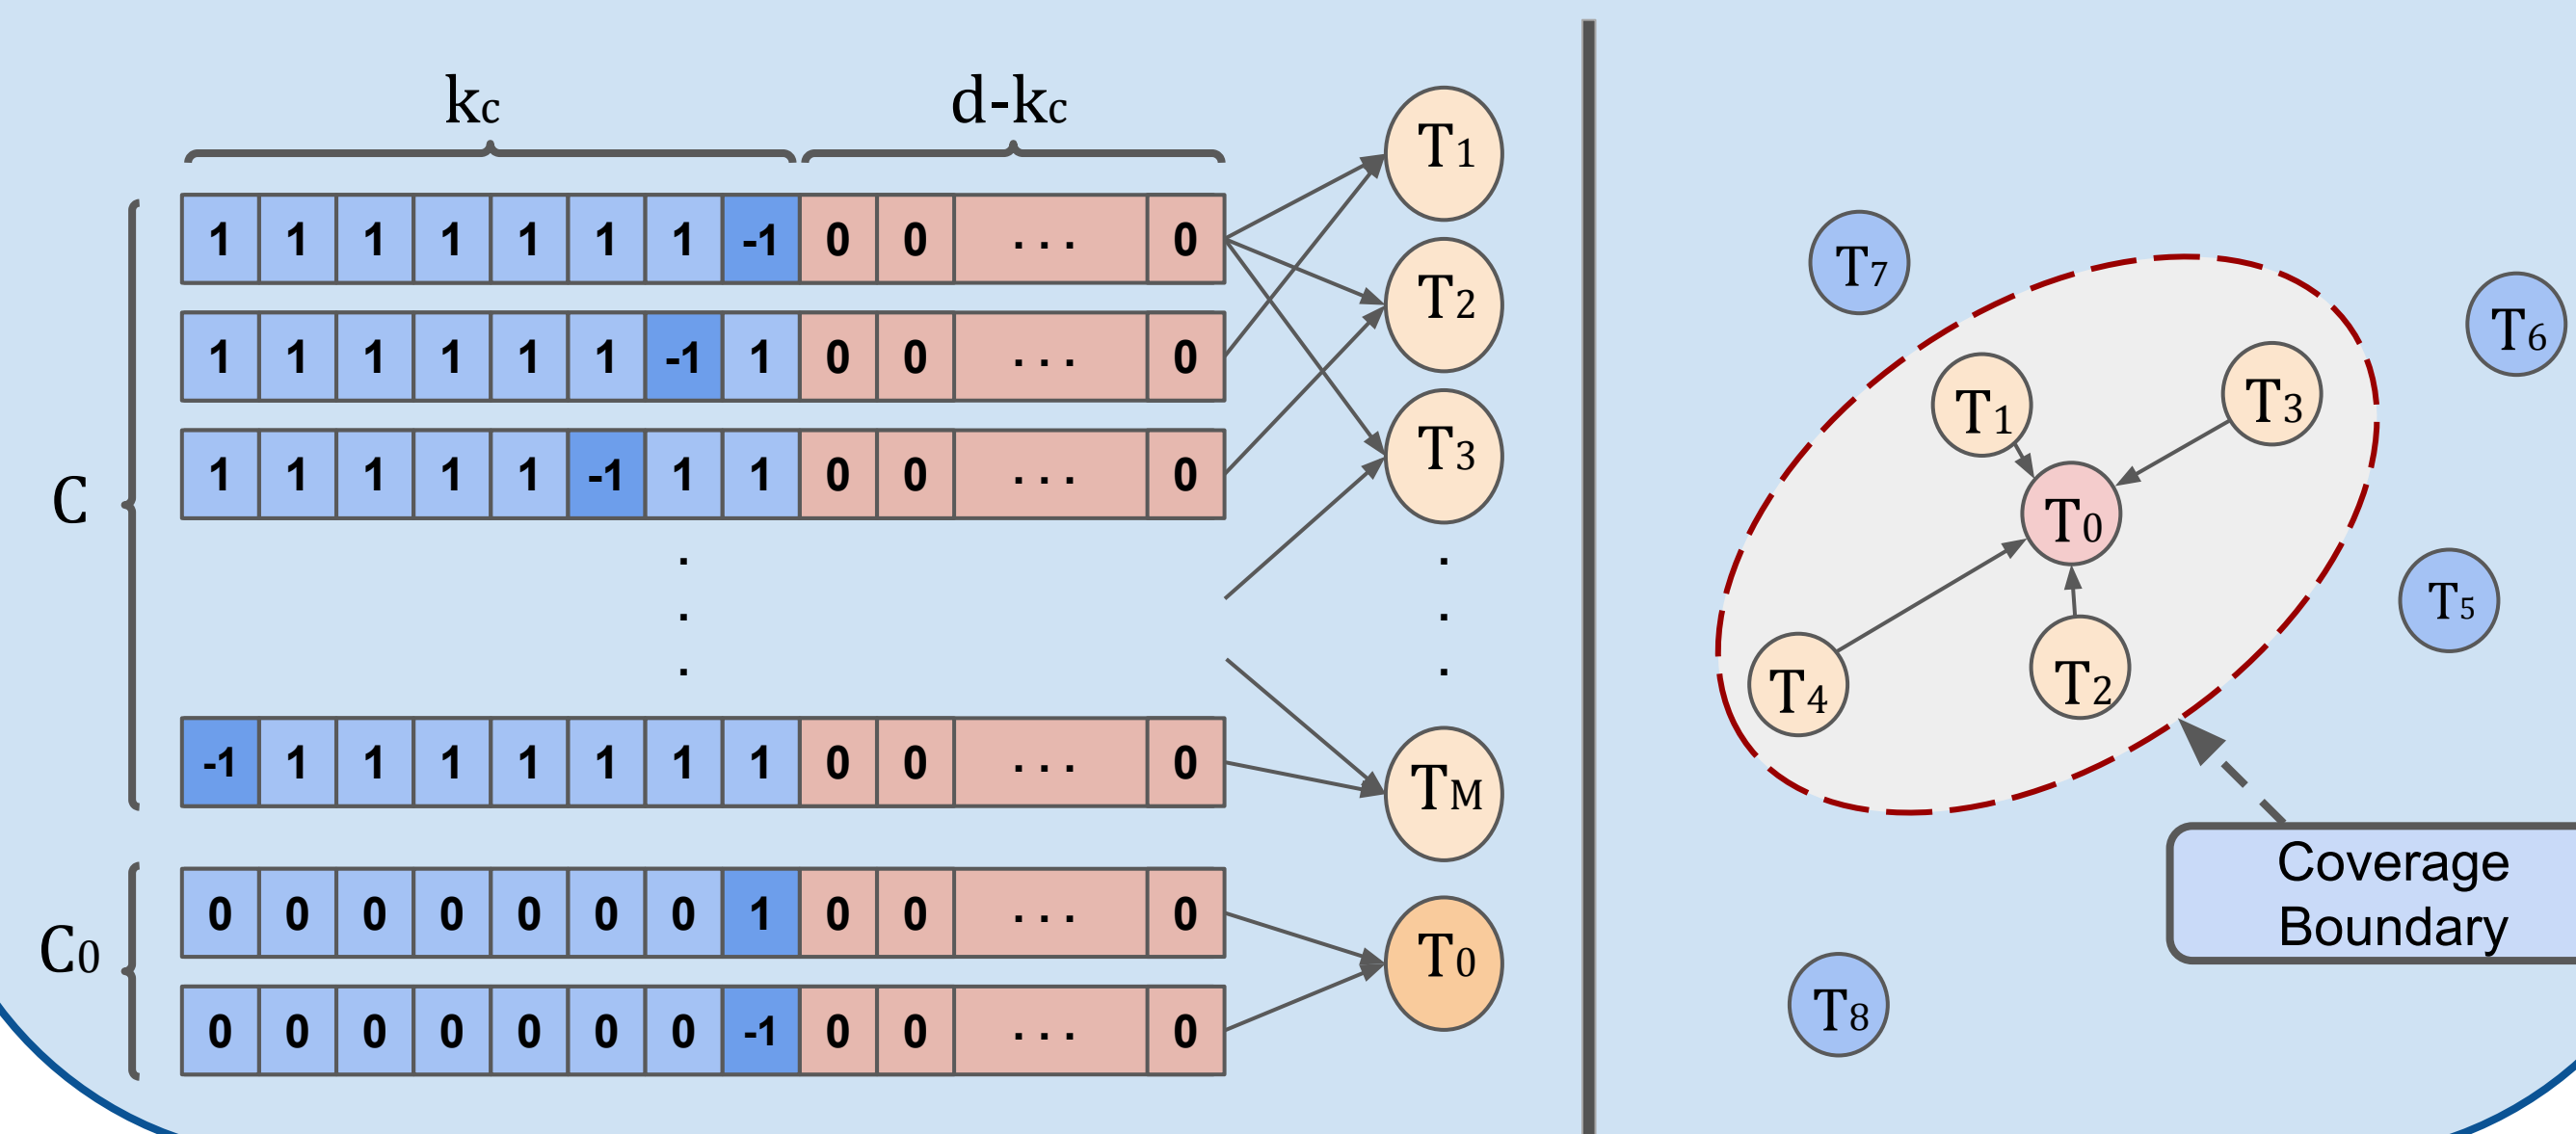 kc d-kc
C
1 1 1 1 1 1 1 -1 0 0 ... 0
1 1 1 1 1 1 -1 1 0 0 ... 0
1 1 1 1 1 -1 1 1 0 0 ... 0
-1 1 1 1 1 1 1 1 0 0 ... 0
C0
0 0 0 0 0 0 0 1 0 0 ... 0
0 0 0 0 0 0 0 -1 0 0 ... 0
T1
T2
T3
TM
T0
T7
T6
T1
T3
T0
T5
T4
T2
Coverage
Boundary
T8